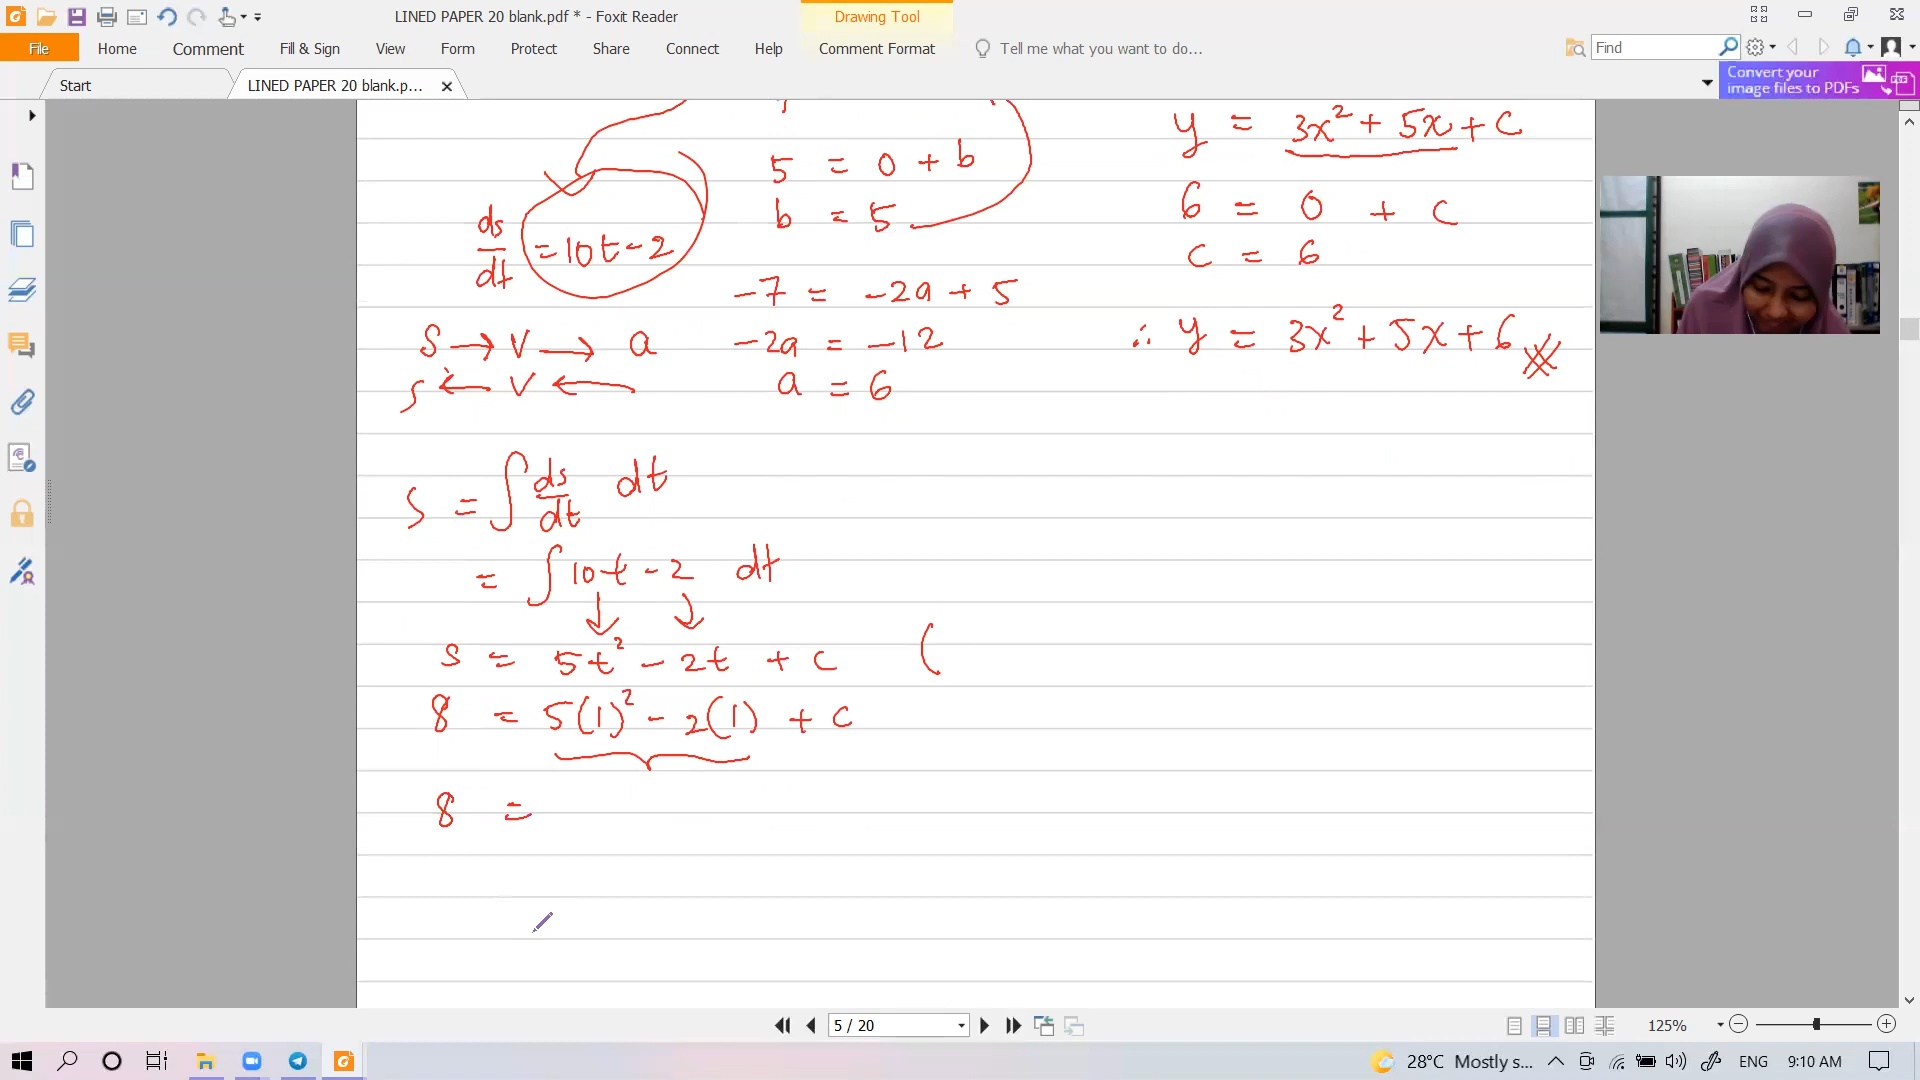 LINED PAPER 20 blank.pdf * - Foxit Reader
Drawing Tool
File Home Comment Fill & Sign View Form Protect Share Connect Help Comment Format Tell me what you want to do...
Find
Start
LINED PAPER 20 blank.p...
Convert your
image files to PDFs
ds/dt = 10t - 2
S → V → a
s ← V ←
5 = 0 + b
b = 5
-7 = -2a + 5
-2a = -12
a = 6
y = 3x² + 5x + c
6 = 0 + c
c = 6
∴ y = 3x² + 5x + 6
s = ∫ ds/dt dt
= ∫ 10t - 2 dt
s = 5t² - 2t + c (
8 = 5(1)² - 2(1) + c
8 =
5 / 20
125%
28°C Mostly s...
ENG
9:10 AM